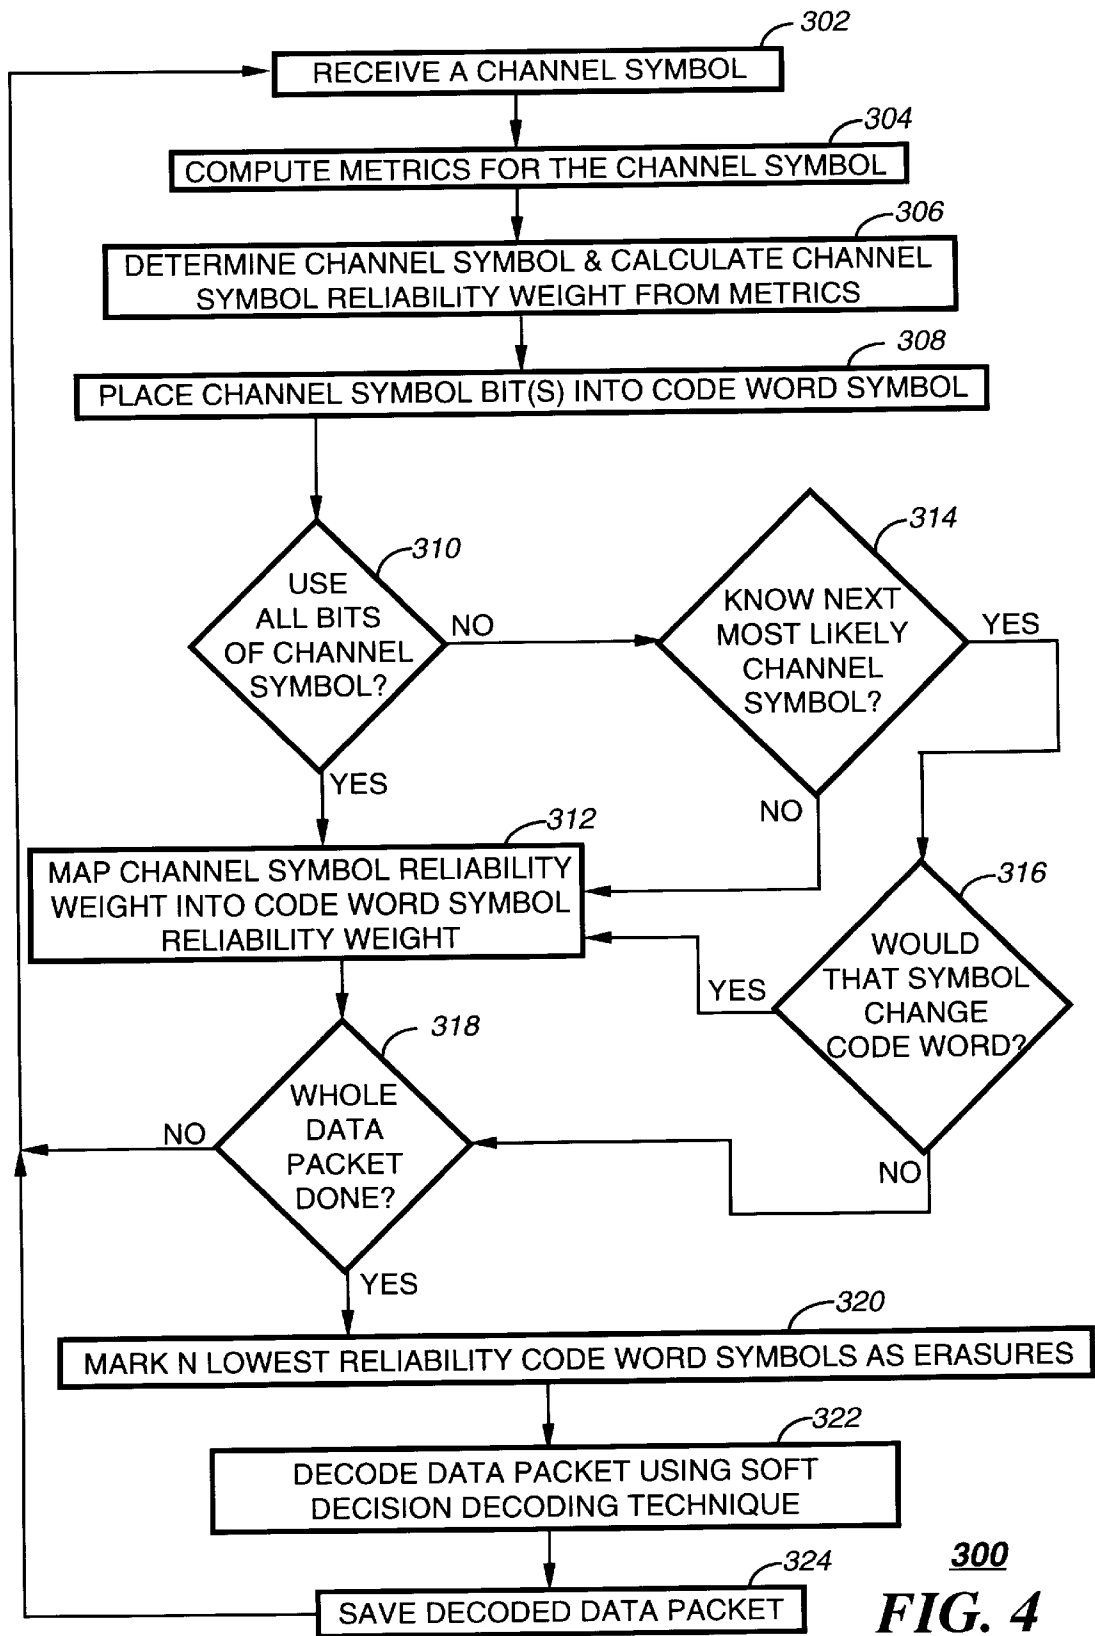 302
RECEIVE A CHANNEL SYMBOL
304
COMPUTE METRICS FOR THE CHANNEL SYMBOL
306
DETERMINE CHANNEL SYMBOL & CALCULATE CHANNEL
SYMBOL RELIABILITY WEIGHT FROM METRICS
308
PLACE CHANNEL SYMBOL BIT(S) INTO CODE WORD SYMBOL
310
USE
ALL BITS
OF CHANNEL
SYMBOL?
NO
YES
314
KNOW NEXT
MOST LIKELY
CHANNEL
SYMBOL?
YES
NO
312
MAP CHANNEL SYMBOL RELIABILITY
WEIGHT INTO CODE WORD SYMBOL
RELIABILITY WEIGHT
316
WOULD
THAT SYMBOL
CHANGE
CODE WORD?
YES
NO
318
WHOLE
DATA
PACKET
DONE?
NO
YES
320
MARK N LOWEST RELIABILITY CODE WORD SYMBOLS AS ERASURES
322
DECODE DATA PACKET USING SOFT
DECISION DECODING TECHNIQUE
324
SAVE DECODED DATA PACKET
300
FIG. 4